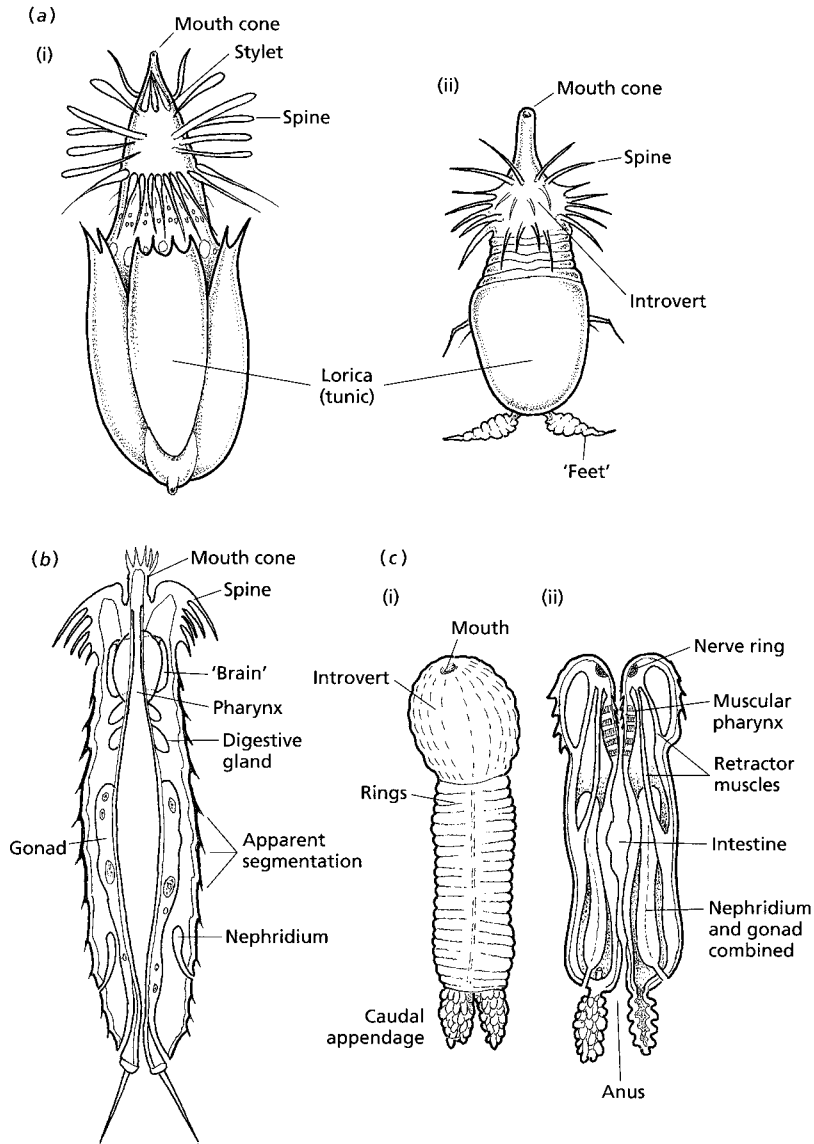 (a)
(i)
Mouth cone
Stylet
Spine
(ii)
Mouth cone
Spine
Introvert
Lorica
(tunic)
'Feet'
(b)
Mouth cone
Spine
'Brain'
Pharynx
Digestive
gland
Gonad
Apparent
segmentation
Nephridium
(c)
(i)
Mouth
Introvert
Rings
Caudal
appendage
(ii)
Nerve ring
Muscular
pharynx
Retractor
muscles
Intestine
Nephridium
and gonad
combined
Anus